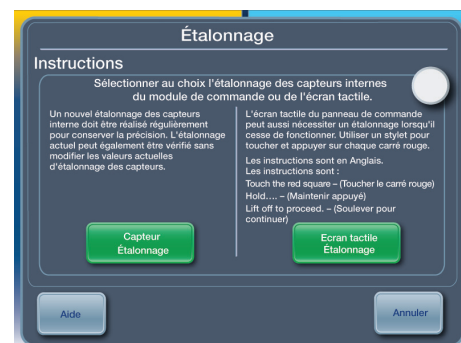 Étalonnage
Instructions
Sélectionner au choix l'étalonnage des capteurs internes
du module de commande ou de l'écran tactile.
Un nouvel étalonnage des capteurs
interne doit être réalisé régulièrement
pour conserver la précision. L'étalonnage
actuel peut également être vérifié sans
modifier les valeurs actuelles
d'étalonnage des capteurs.
L'écran tactile du panneau de commande
peut aussi nécessiter un étalonnage lorsqu'il
cesse de fonctionner. Utiliser un stylet pour
toucher et appuyer sur chaque carré rouge.
Les instructions sont en Anglais.
Les instructions sont :
Touch the red square – (Toucher le carré rouge)
Hold.... – (Maintenir appuyé)
Lift off to proceed. – (Soulever pour
continuer)
Capteur
Étalonnage
Ecran tactile
Étalonnage
Aide
Annuler